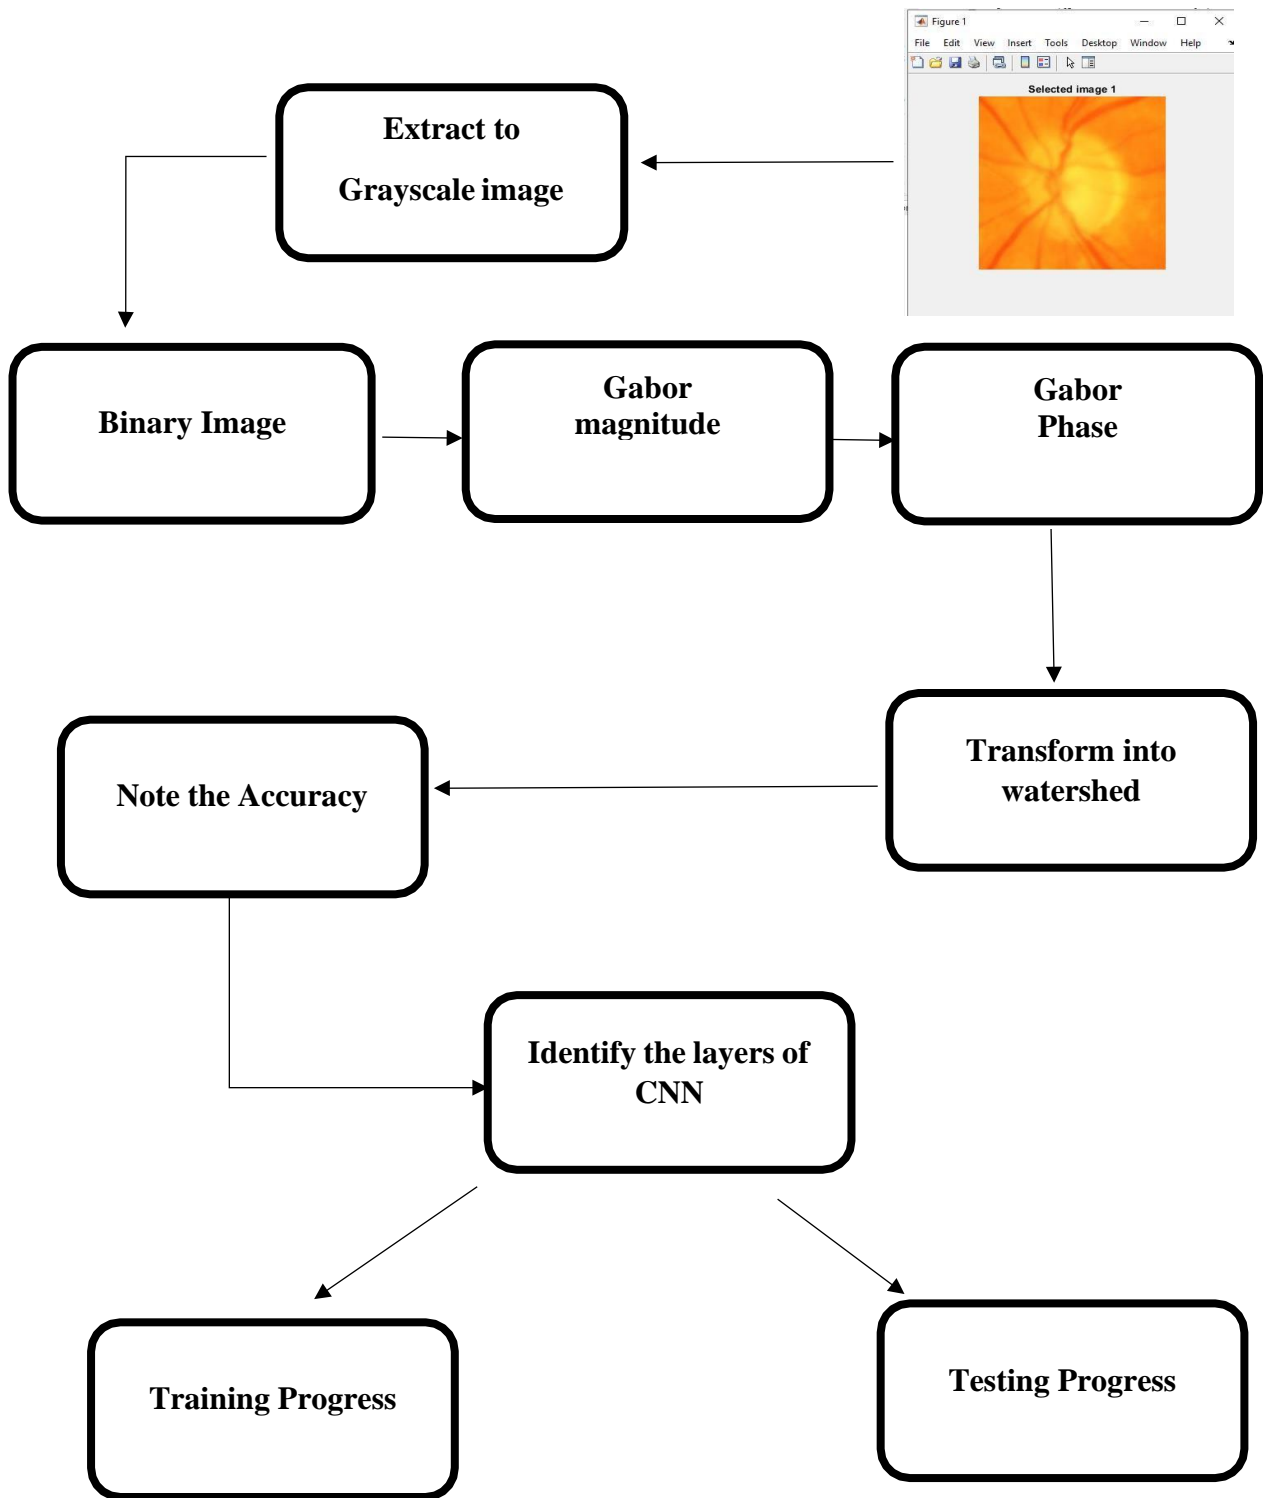 Figure 1
File Edit View Insert Tools Desktop Window Help
Selected image 1
Extract to
Grayscale image
Binary Image
Gabor
magnitude
Gabor
Phase
Transform into
watershed
Note the Accuracy
Identify the layers of
CNN
Training Progress
Testing Progress